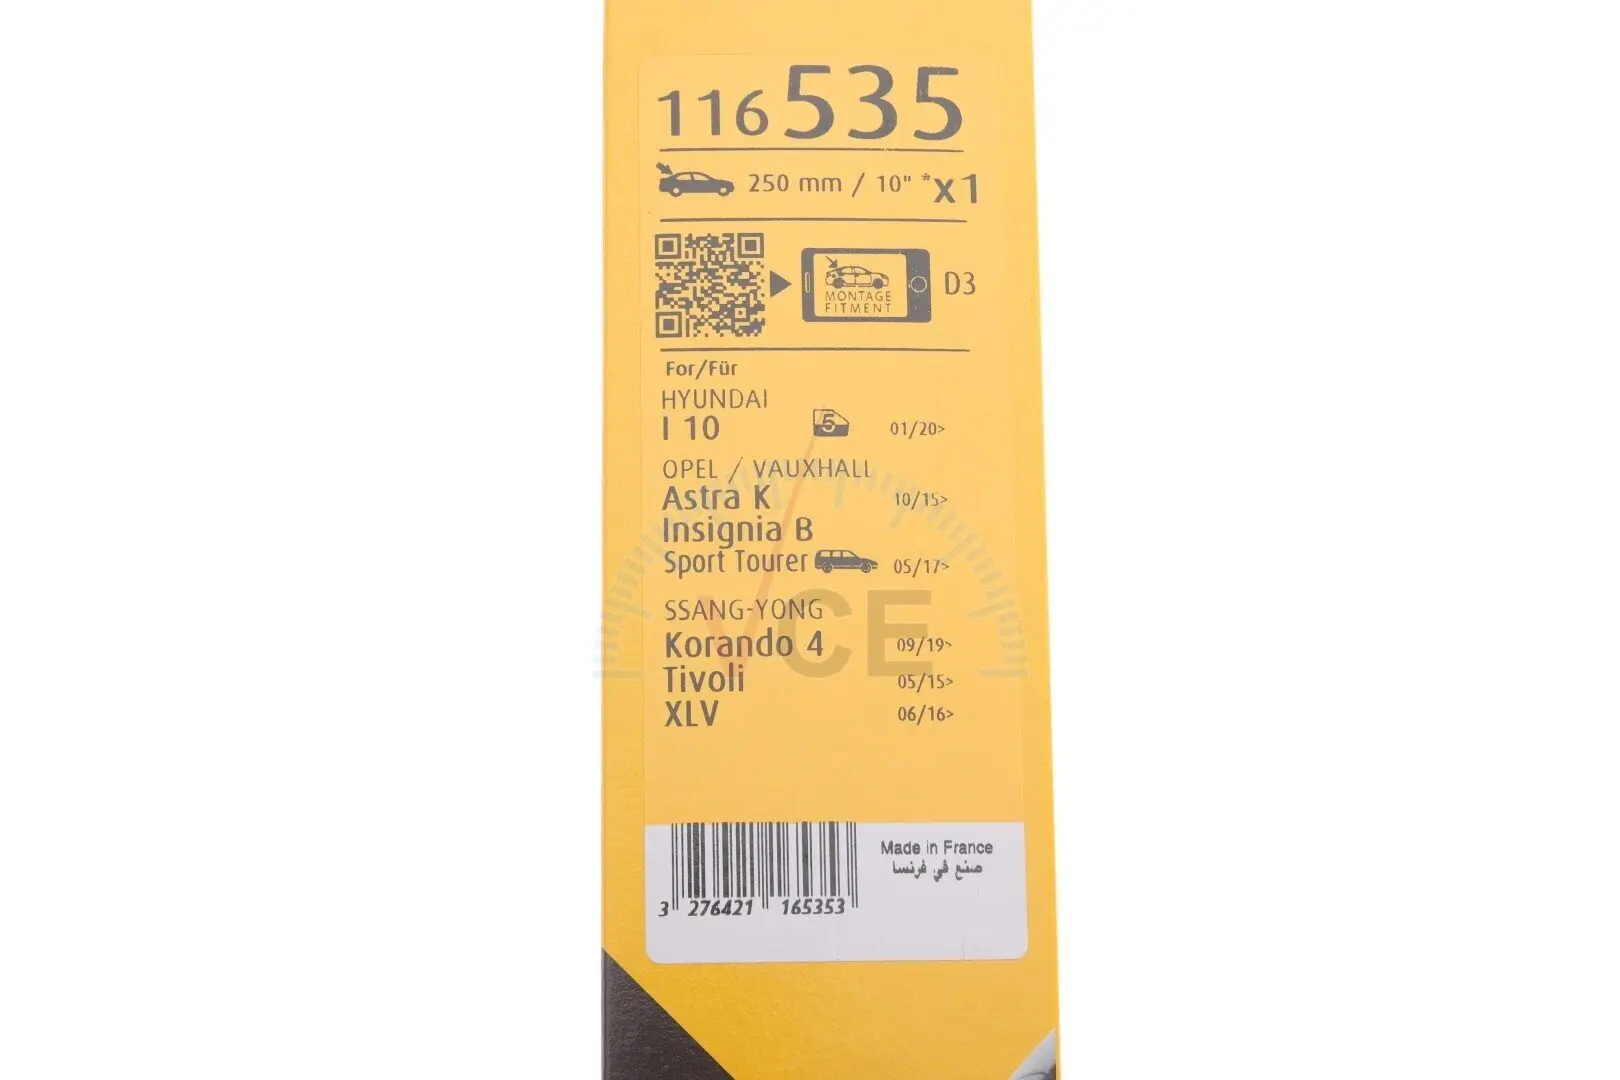 116 535
250 mm / 10" *x1
MONTAGE
FITMENT
D3
For/Für
HYUNDAI
I 10 5 01/20>
OPEL / VAUXHALL
Astra K 10/15>
Insignia B
Sport Tourer 05/17>
SSANG-YONG
Korando 4 09/19>
Tivoli 05/15>
XLV 06/16>
VCE
Made in France
صنع في فرنسا
3 276421 165353